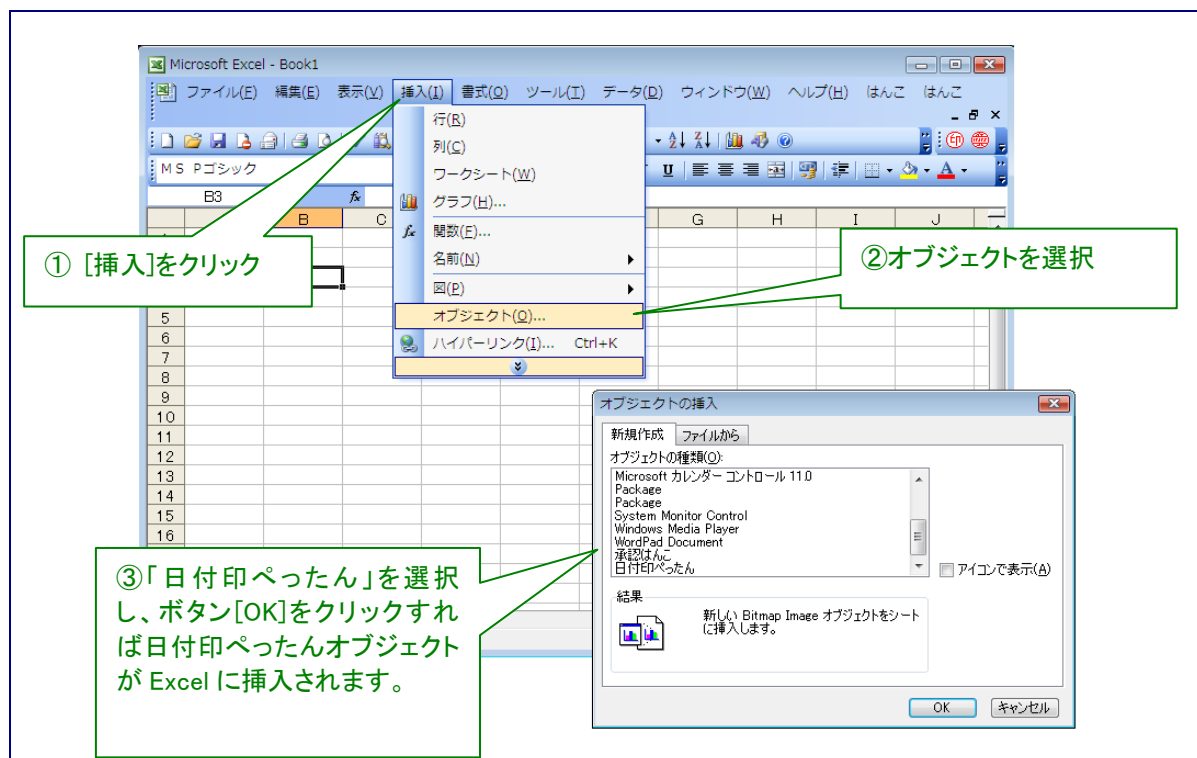 Microsoft Excel - Book1
ファイル(F) 編集(E) 表示(V) 挿入(I) 書式(O) ツール(T) データ(D) ウィンドウ(W) ヘルプ(H) はんこ はんこ
行(R)
列(C)
ワークシート(W)
グラフ(H)...
関数(F)...
名前(N)
図(P)
オブジェクト(O)...
ハイパーリンク(I)... Ctrl+K
MS Pゴシック
U A
印
B3 fx
B C G H I J
5
6
7
8
9
10
11
12
13
14
15
16
① [挿入]をクリック
②オブジェクトを選択
③「日付印ぺったん」を選択
し、ボタン[OK]をクリックすれ
ば日付印ぺったんオブジェクト
が Excel に挿入されます。
オブジェクトの挿入
新規作成 ファイルから
オブジェクトの種類(O):
Microsoft カレンダー コントロール 11.0
Package
Package
System Monitor Control
Windows Media Player
WordPad Document
承認はんこ
日付印ぺったん
アイコンで表示(A)
結果
新しい Bitmap Image オブジェクトをシート
に挿入します。
OK キャンセル